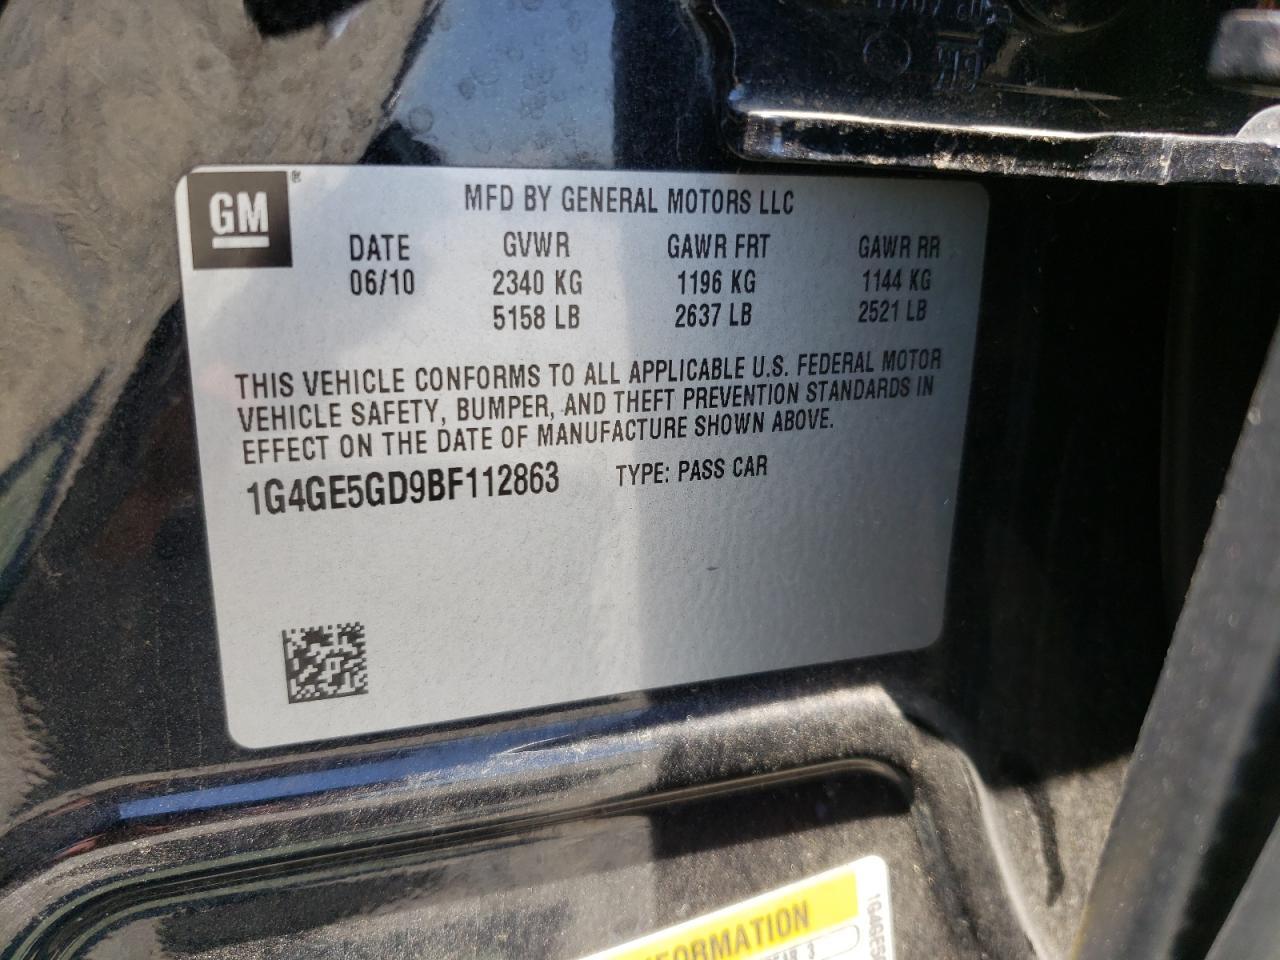 GM®
MFD BY GENERAL MOTORS LLC
DATE GVWR GAWR FRT GAWR RR
06/10 2340 KG 1196 KG 1144 KG
5158 LB 2637 LB 2521 LB
THIS VEHICLE CONFORMS TO ALL APPLICABLE U.S. FEDERAL MOTOR
VEHICLE SAFETY, BUMPER, AND THEFT PREVENTION STANDARDS IN
EFFECT ON THE DATE OF MANUFACTURE SHOWN ABOVE.
1G4GE5GD9BF112863 TYPE: PASS CAR